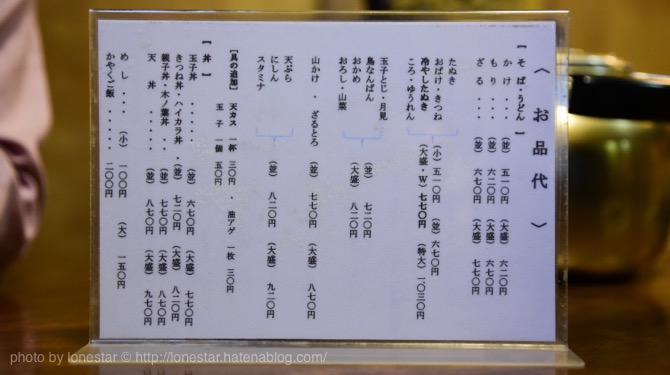 〈 お品代 〉
【 そば・うどん 】
かけ・・ (並) 五一〇円 (大盛) 六二〇円
もり・・ (並) 六二〇円 (大盛) 六七〇円
ざる・・ (並) 六七〇円 (大盛) 七七〇円
たぬき
おばけ・きつね (小) 五一〇円 (並) 六七〇円
冷やしたぬき (大盛・W) 七七〇円 (特大) 一、〇三〇円
ころ・ゆうれん
玉子とじ・月見
鳥なんばん (並) 七二〇円
おかめ (大盛) 八二〇円
おろし・山菜
山かけ・ざるとろ (並) 七七〇円 (大盛) 八七〇円
天ぷら
にしん (並) 八二〇円 (大盛) 九二〇円
スタミナ
[具の追加] 天カス 一杯 三〇円 ・ 油アゲ 一枚 三〇円
玉子 一個 五〇円
【 丼 】
玉子丼 ・・・・・ (並) 六七〇円 (大盛) 七七〇円
きつね丼・ハイカラ丼・ (並) 七二〇円 (大盛) 八二〇円
親子丼・木ノ葉丼・・ (並) 七七〇円 (大盛) 八七〇円
天丼 ・・・・・ (並) 八七〇円 (大盛) 九七〇円
めし・・・ (小) 一〇〇円 (大) 一五〇円
かやくご飯・・・・・ 二〇〇円
photo by lonestar © http://lonestar.hatenablog.com/